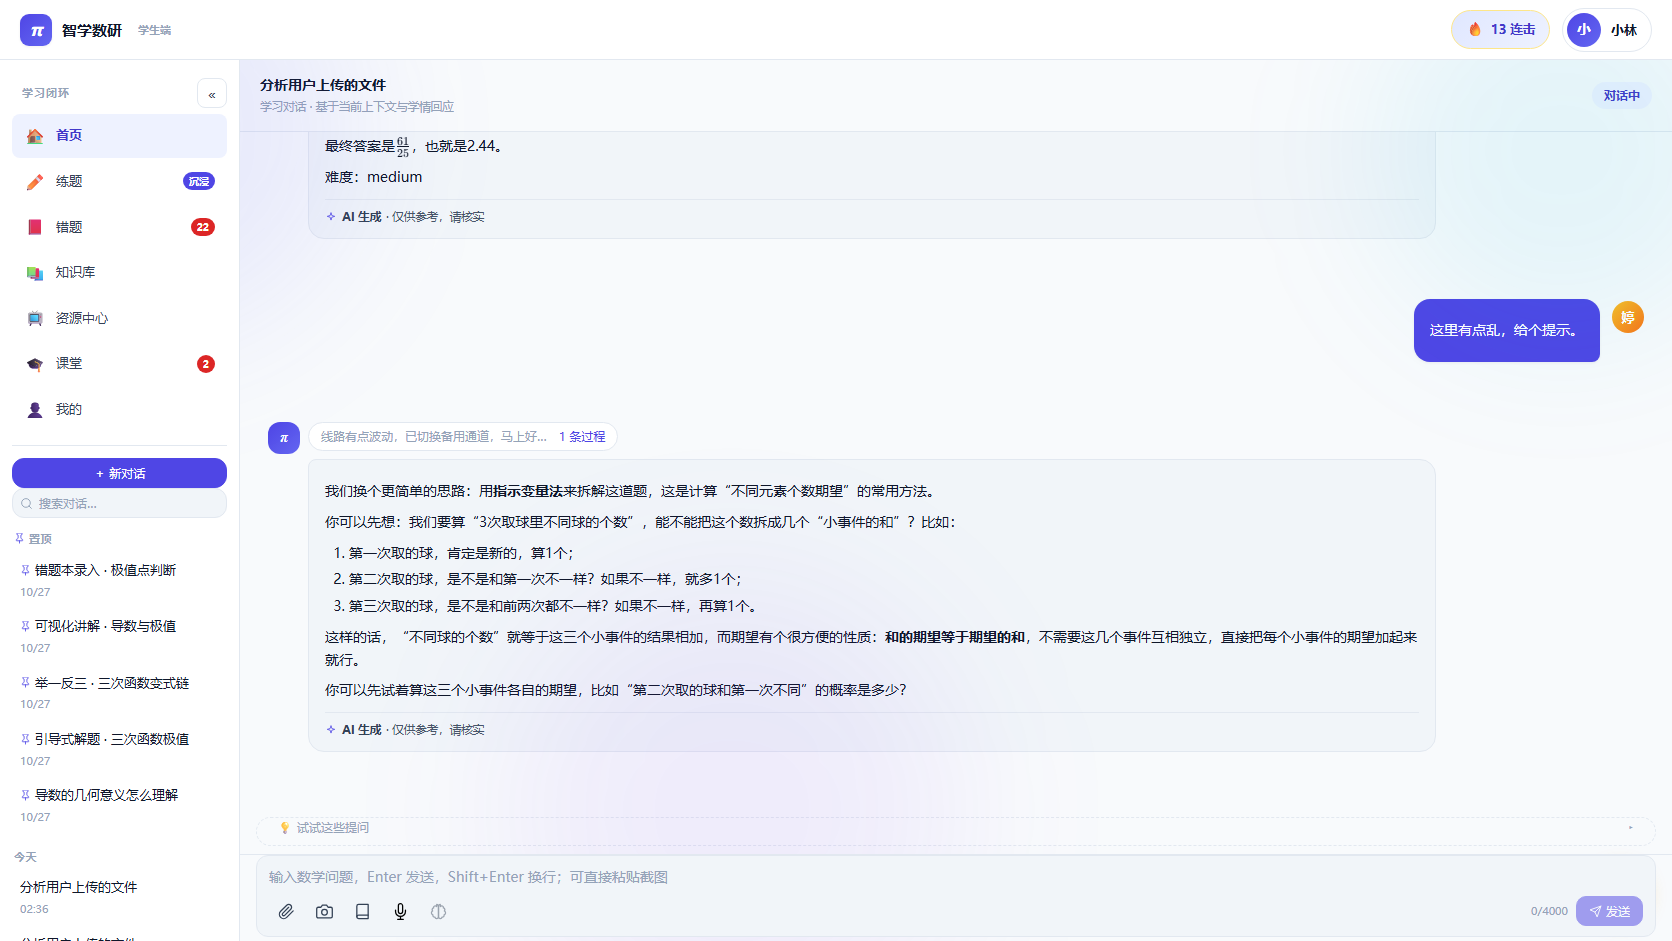 π 智学数研 学生端
13 连击
小 小林
学习闭环 «
首页
练题 沉浸
错题 22
知识库
资源中心
课堂 2
我的
+ 新对话
搜索对话...
置顶
错题本录入 · 极值点判断
10/27
可视化讲解 · 导数与极值
10/27
举一反三 · 三次函数变式链
10/27
引导式解题 · 三次函数极值
10/27
导数的几何意义怎么理解
10/27
今天
分析用户上传的文件
02:36
分析用户上传的文件
学习对话 · 基于当前上下文与学情回应
对话中
最终答案是61/25，也就是2.44。
难度：medium
AI 生成 · 仅供参考，请核实
这里有点乱，给个提示。
婷
π
线路有点波动，已切换备用通道，马上好... 1 条过程
我们换个更简单的思路：用指示变量法来拆解这道题，这是计算“不同元素个数期望”的常用方法。
你可以先想：我们要算“3次取球里不同球的个数”，能不能把这个数拆成几个“小事件的和”？比如：
1. 第一次取的球，肯定是新的，算1个；
2. 第二次取的球，是不是和第一次不一样？如果不一样，就多1个；
3. 第三次取的球，是不是和前两次都不一样？如果不一样，再算1个。
这样的话，“不同球的个数”就等于这三个小事件的结果相加，而期望有个很方便的性质：和的期望等于期望的和，不需要这几个事件互相独立，直接把每个小事件的期望加起来
就行。
你可以先试着算这三个小事件各自的期望，比如“第二次取的球和第一次不同”的概率是多少？
AI 生成 · 仅供参考，请核实
试试这些提问
输入数学问题，Enter 发送，Shift+Enter 换行；可直接粘贴截图
0/4000 发送